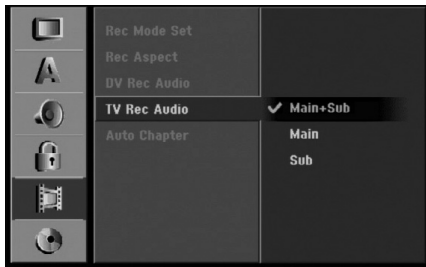 Rec Mode Set
Rec Aspect
DV Rec Audio
TV Rec Audio
Auto Chapter
Main+Sub
Main
Sub